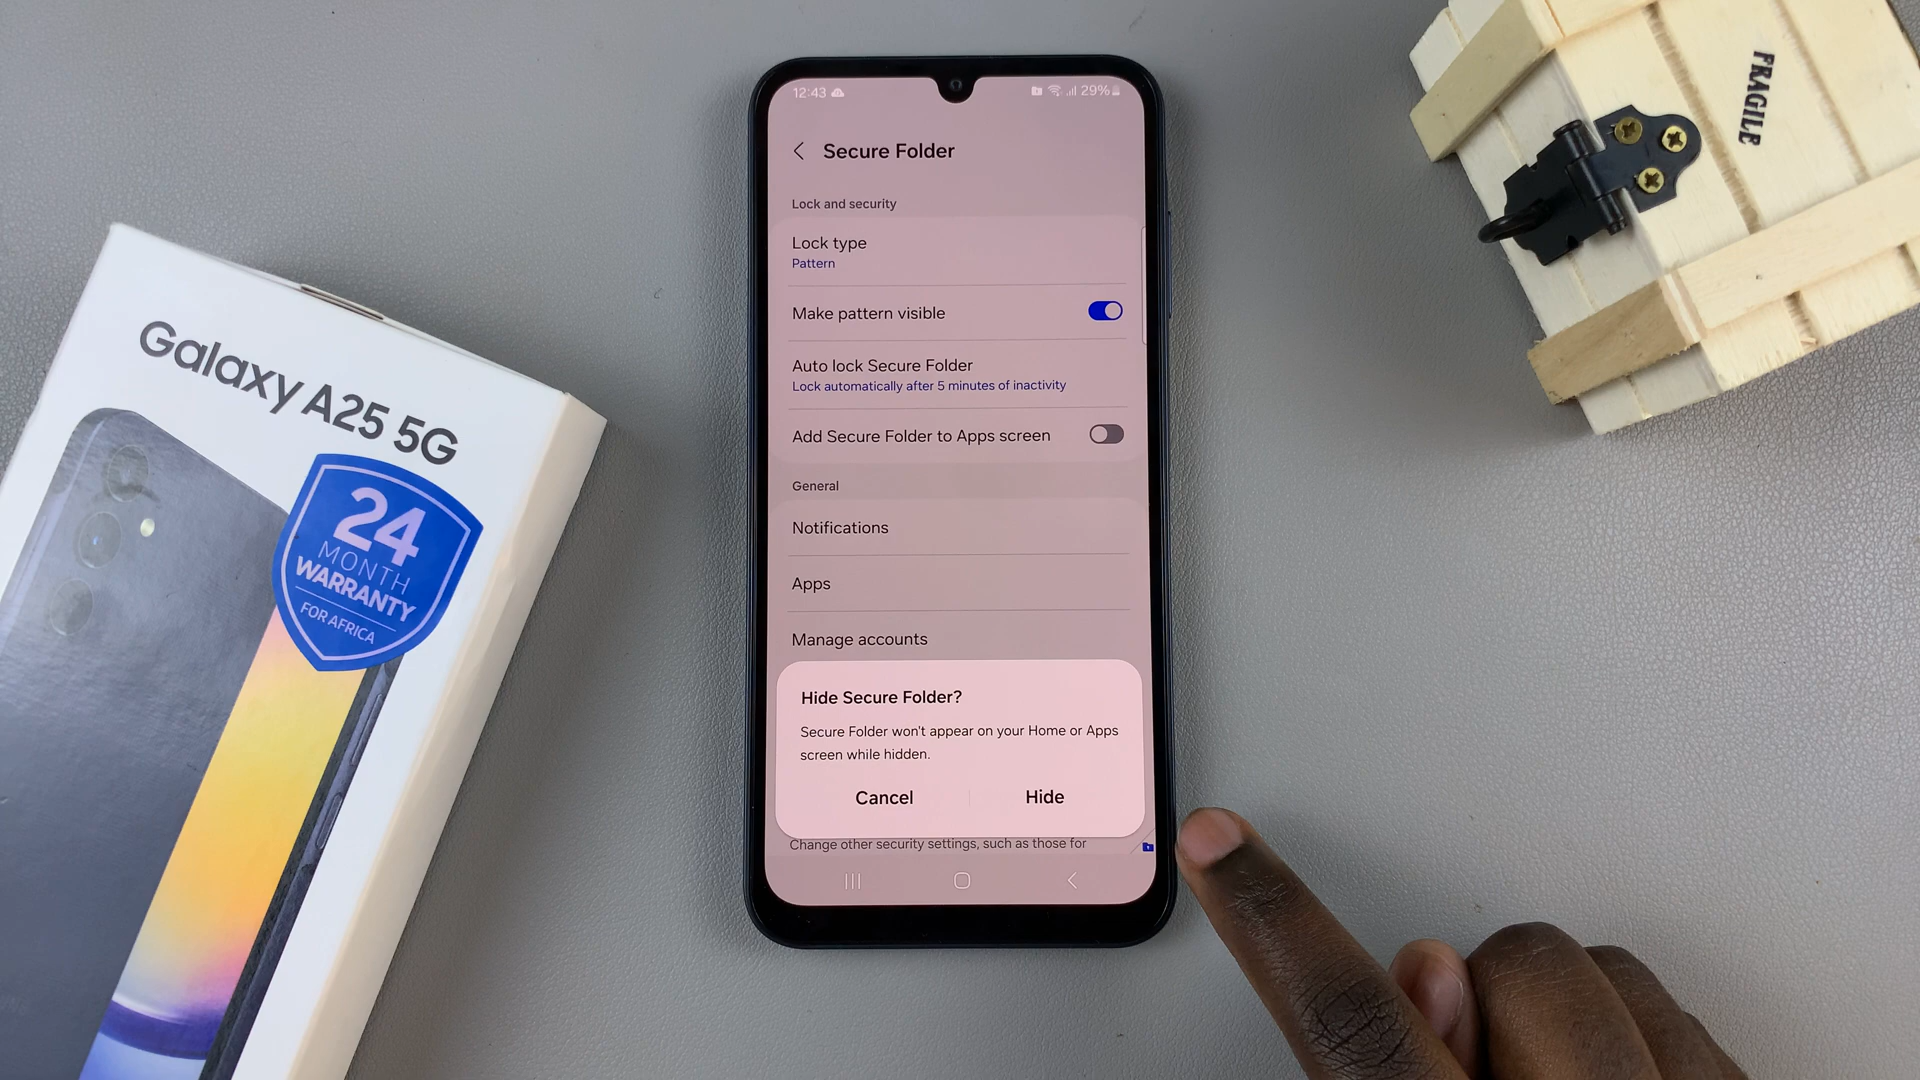 12:43
29%
Secure Folder
Lock and security
Lock type
Pattern
Make pattern visible
Auto lock Secure Folder
Lock automatically after 5 minutes of inactivity
Add Secure Folder to Apps screen
General
Notifications
Apps
Manage accounts
Hide Secure Folder?
Secure Folder won't appear on your Home or Apps
screen while hidden.
Cancel
Hide
Change other security settings, such as those for
Galaxy A25 5G
24
MONTH
WARRANTY
FOR AFRICA
FRAGILE